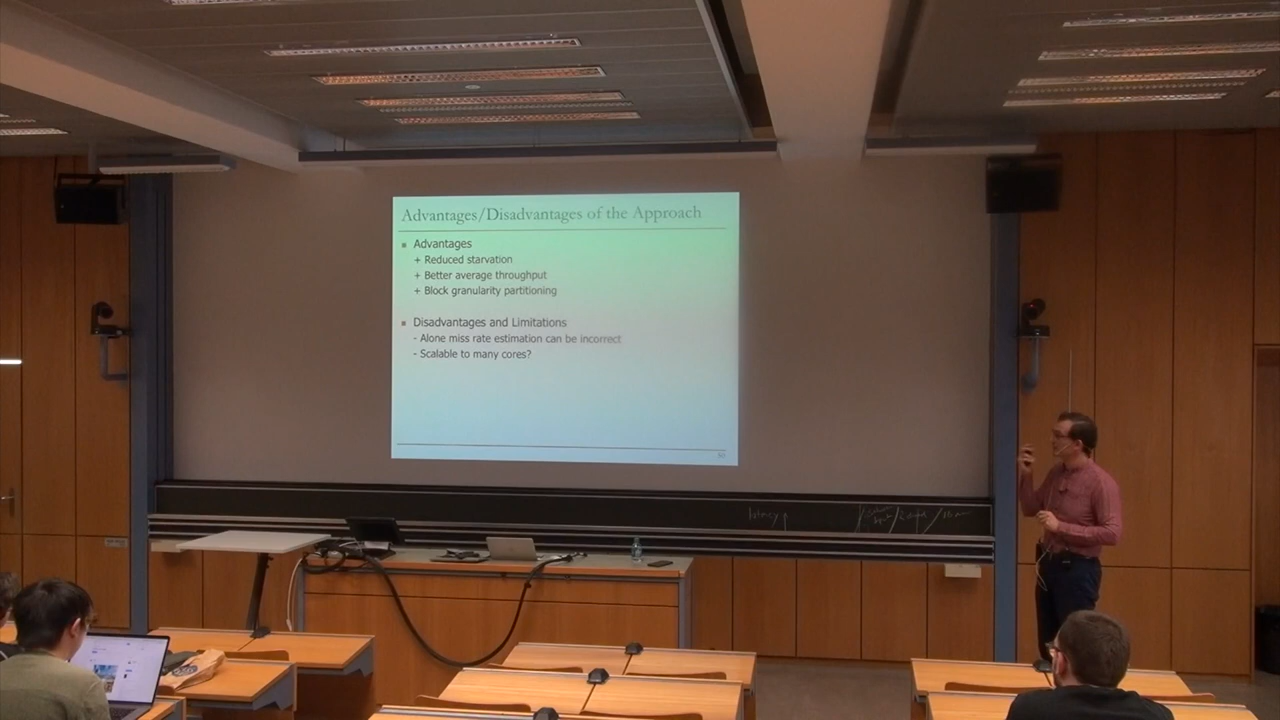 Advantages/Disadvantages of the Approach
Advantages
+ Reduced starvation
+ Better average throughput
+ Block granularity partitioning
Disadvantages and Limitations
- Alone miss rate estimation can be incorrect
- Scalable to many cores?
latency